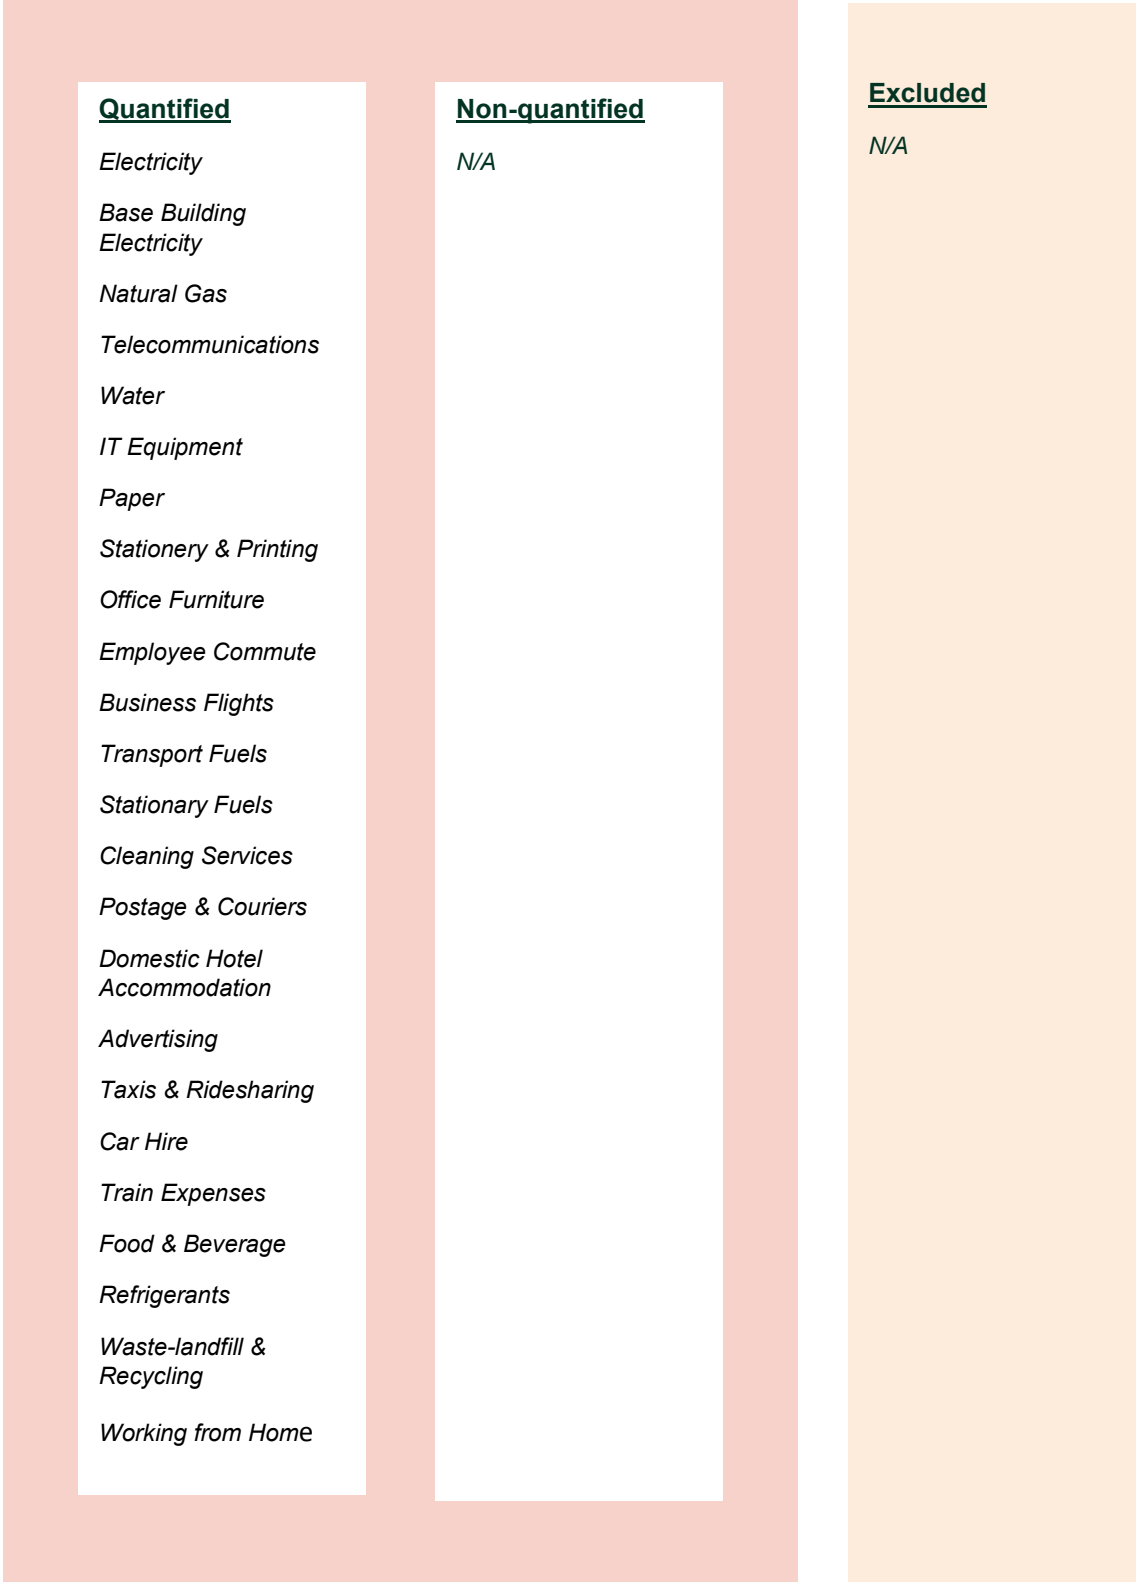 Quantified
Electricity
Base Building
Electricity
Natural Gas
Telecommunications
Water
IT Equipment
Paper
Stationery & Printing
Office Furniture
Employee Commute
Business Flights
Transport Fuels
Stationary Fuels
Cleaning Services
Postage & Couriers
Domestic Hotel
Accommodation
Advertising
Taxis & Ridesharing
Car Hire
Train Expenses
Food & Beverage
Refrigerants
Waste-landfill &
Recycling
Working from Home
Non-quantified
N/A
Excluded
N/A